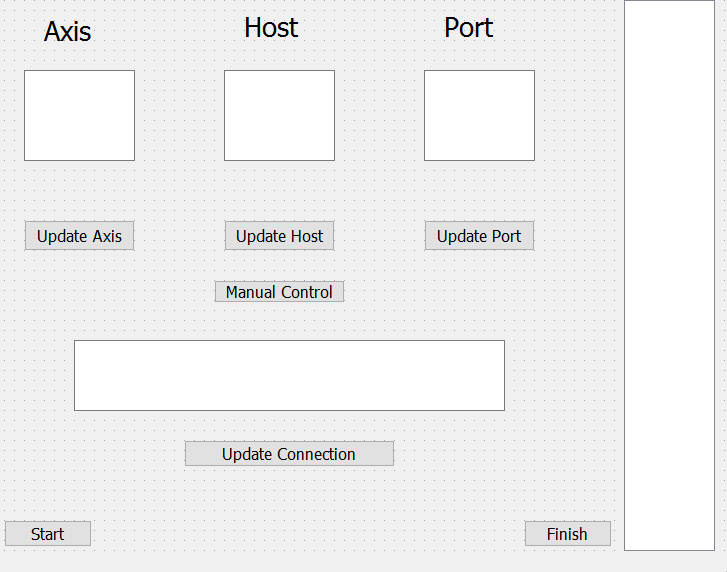 Axis
Host
Port
Update Axis
Update Host
Update Port
Manual Control
Update Connection
Start
Finish